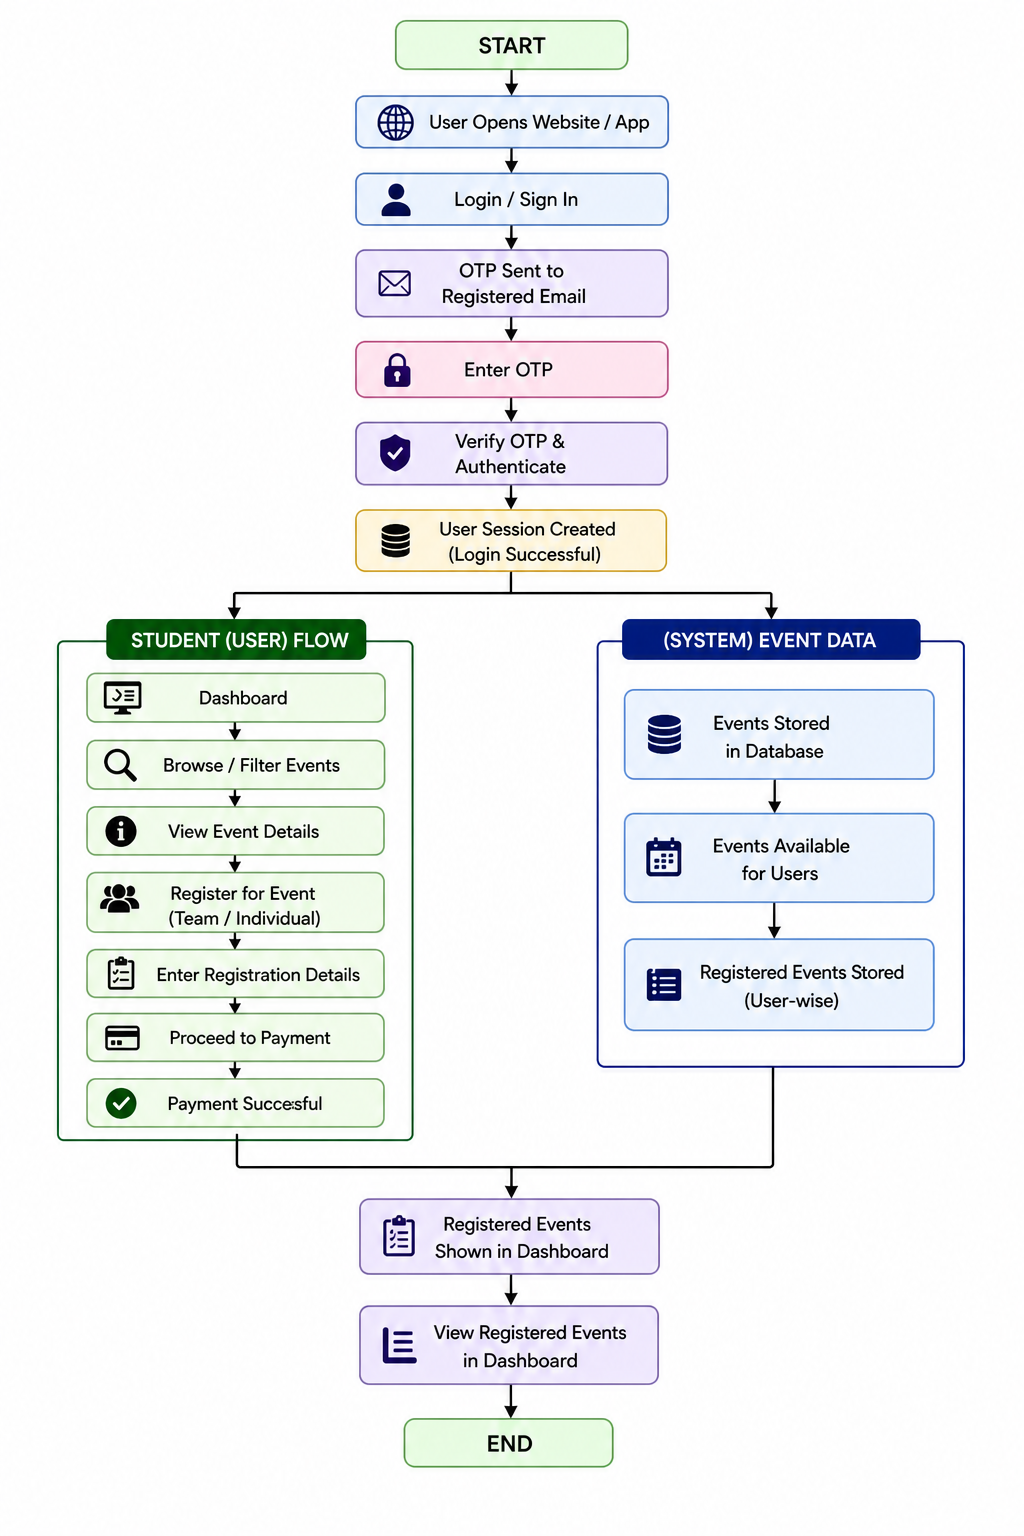 START
User Opens Website / App
Login / Sign In
OTP Sent to
Registered Email
Enter OTP
Verify OTP &
Authenticate
User Session Created
(Login Successful)
STUDENT (USER) FLOW
Dashboard
Browse / Filter Events
View Event Details
Register for Event
(Team / Individual)
Enter Registration Details
Proceed to Payment
Payment Successful
(SYSTEM) EVENT DATA
Events Stored
in Database
Events Available
for Users
Registered Events Stored
(User-wise)
Registered Events
Shown in Dashboard
View Registered Events
in Dashboard
END